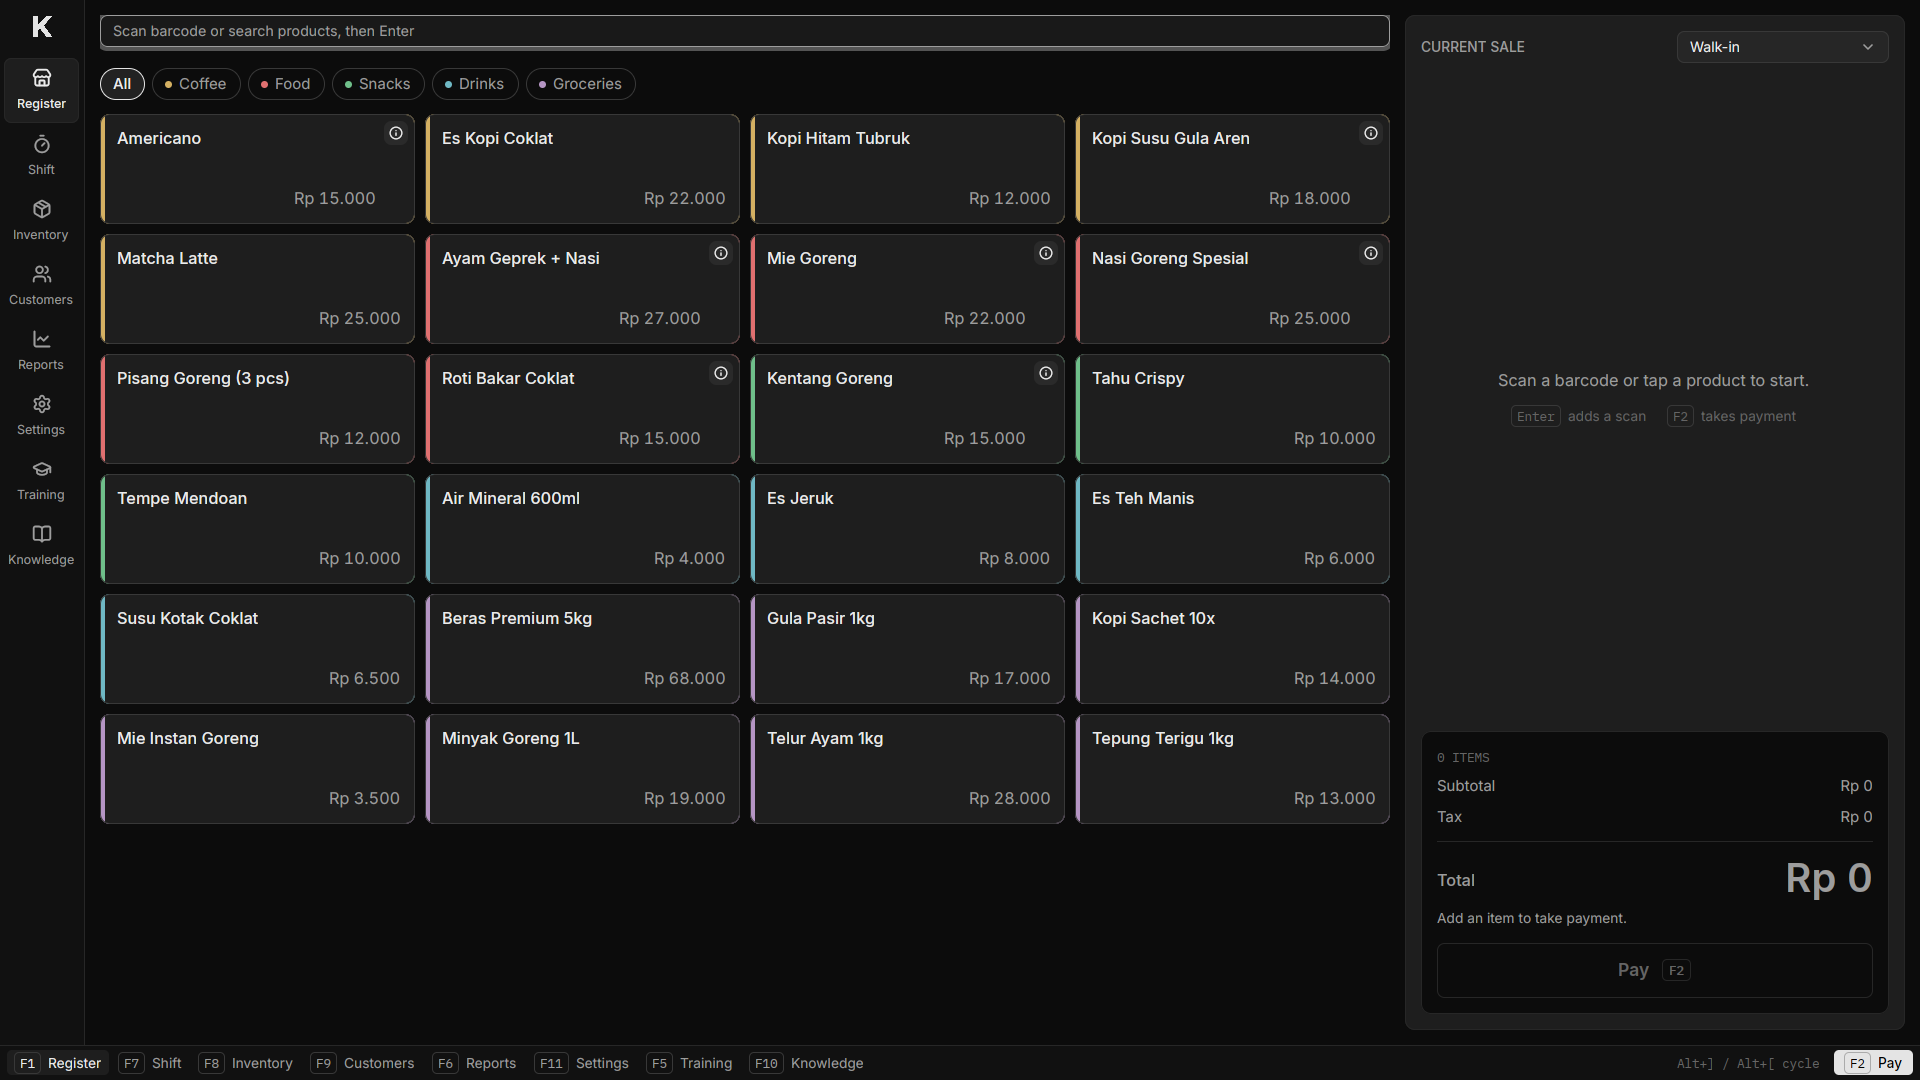 K
Register
Shift
Inventory
Customers
Reports
Settings
Training
Knowledge
Scan barcode or search products, then Enter
All
Coffee
Food
Snacks
Drinks
Groceries
Americano
Rp 15.000
Es Kopi Coklat
Rp 22.000
Kopi Hitam Tubruk
Rp 12.000
Kopi Susu Gula Aren
Rp 18.000
Matcha Latte
Rp 25.000
Ayam Geprek + Nasi
Rp 27.000
Mie Goreng
Rp 22.000
Nasi Goreng Spesial
Rp 25.000
Pisang Goreng (3 pcs)
Rp 12.000
Roti Bakar Coklat
Rp 15.000
Kentang Goreng
Rp 15.000
Tahu Crispy
Rp 10.000
Tempe Mendoan
Rp 10.000
Air Mineral 600ml
Rp 4.000
Es Jeruk
Rp 8.000
Es Teh Manis
Rp 6.000
Susu Kotak Coklat
Rp 6.500
Beras Premium 5kg
Rp 68.000
Gula Pasir 1kg
Rp 17.000
Kopi Sachet 10x
Rp 14.000
Mie Instan Goreng
Rp 3.500
Minyak Goreng 1L
Rp 19.000
Telur Ayam 1kg
Rp 28.000
Tepung Terigu 1kg
Rp 13.000
CURRENT SALE
Walk-in
Scan a barcode or tap a product to start.
Enter adds a scan F2 takes payment
0 ITEMS
Subtotal Rp 0
Tax Rp 0
Total Rp 0
Add an item to take payment.
Pay F2
F1 Register F7 Shift F8 Inventory F9 Customers F6 Reports F11 Settings F5 Training F10 Knowledge Alt+] / Alt+[ cycle F2 Pay